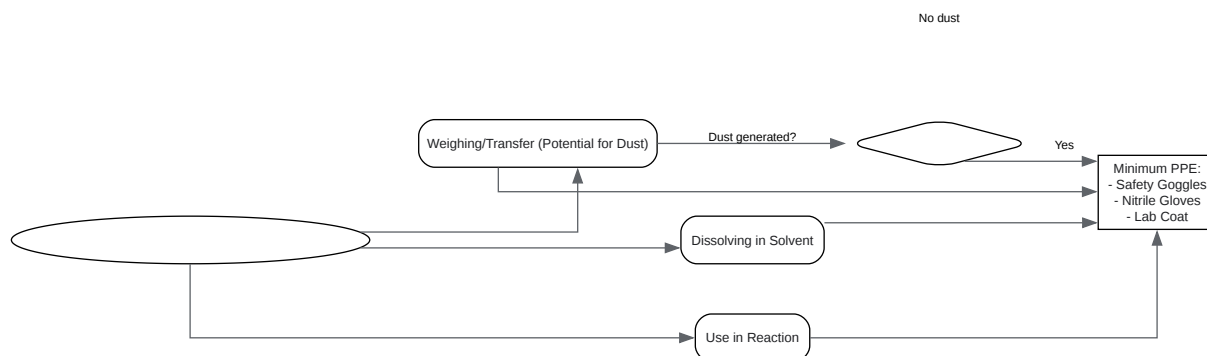 No dust
Weighing/Transfer (Potential for Dust)
Dust generated?
Yes
Minimum PPE:
- Safety Goggles
- Nitrile Gloves
- Lab Coat
Dissolving in Solvent
Use in Reaction